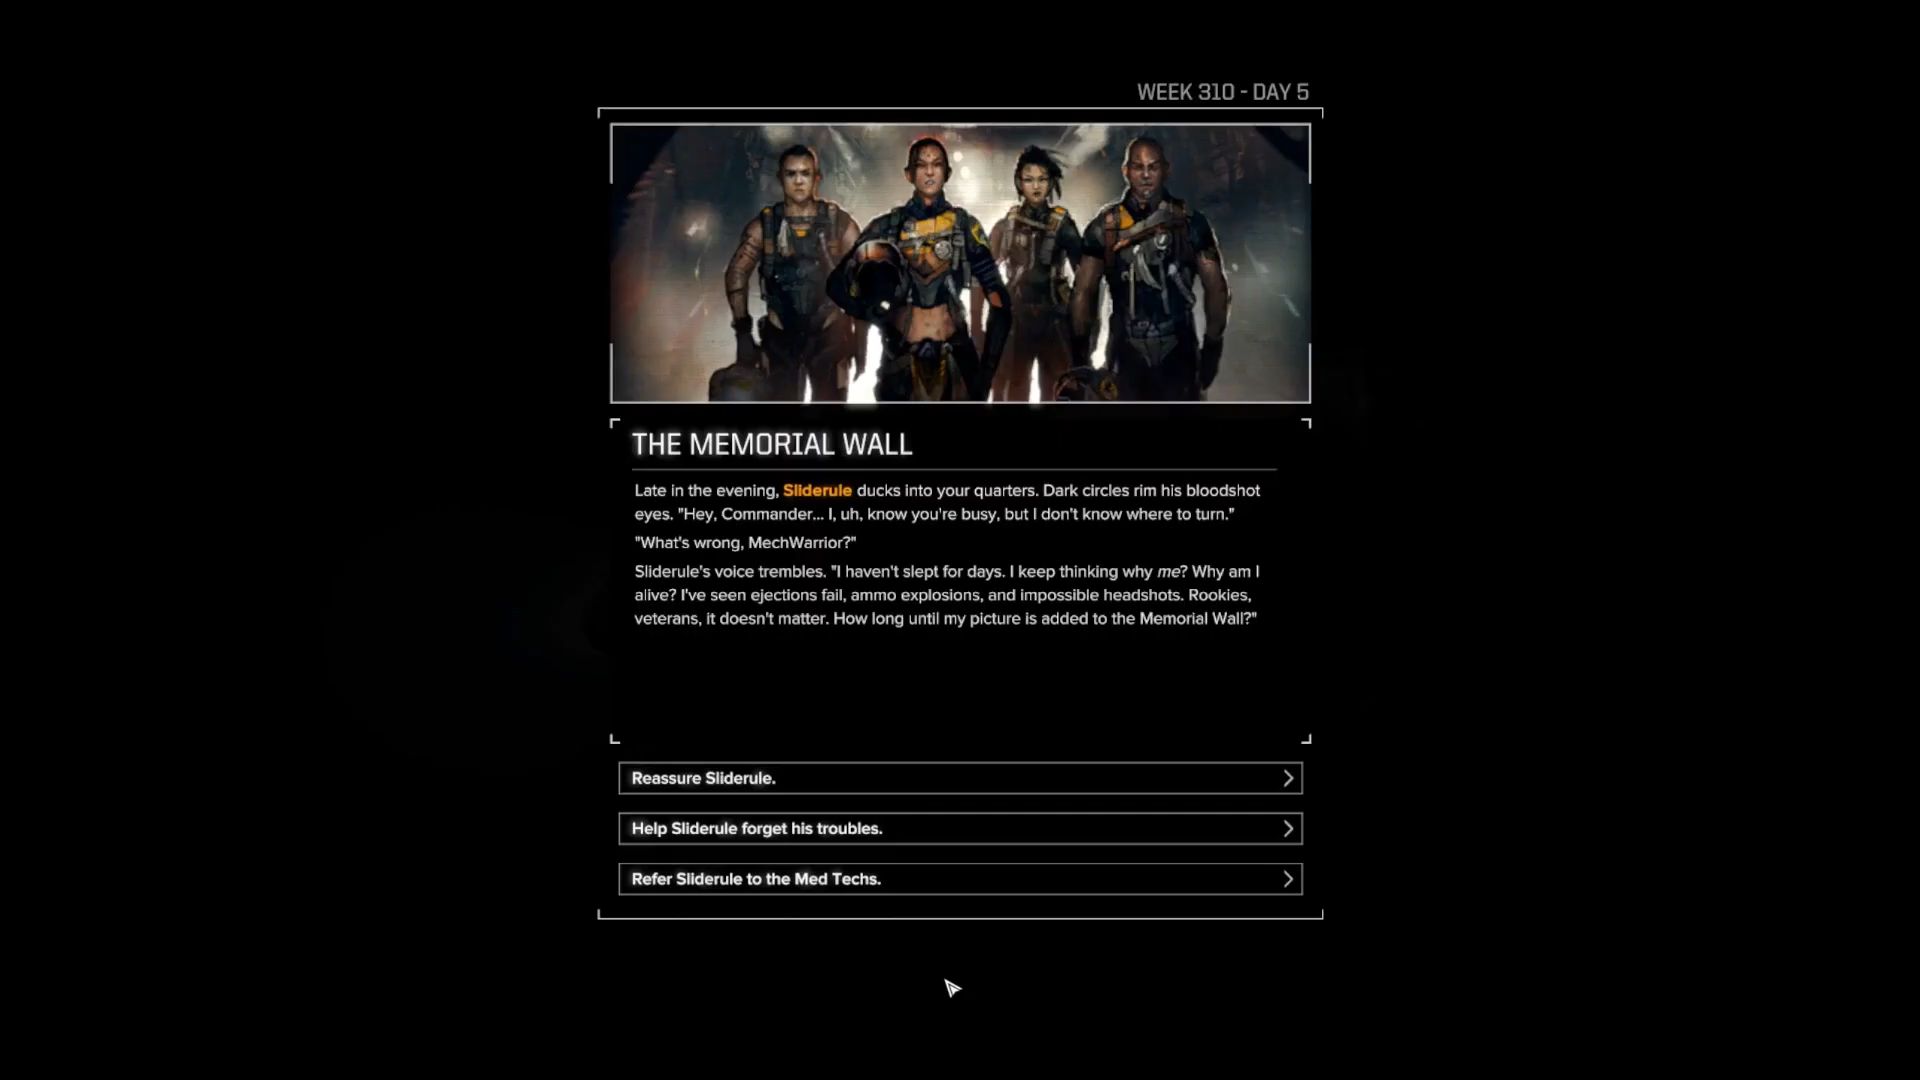 WEEK 310 - DAY 5
THE MEMORIAL WALL
Late in the evening, Sliderule ducks into your quarters. Dark circles rim his bloodshot
eyes. "Hey, Commander... I, uh, know you're busy, but I don't know where to turn."
"What's wrong, MechWarrior?"
Sliderule's voice trembles. "I haven't slept for days. I keep thinking why me? Why am I
alive? I've seen ejections fail, ammo explosions, and impossible headshots. Rookies,
veterans, it doesn't matter. How long until my picture is added to the Memorial Wall?"
Reassure Sliderule.
Help Sliderule forget his troubles.
Refer Sliderule to the Med Techs.